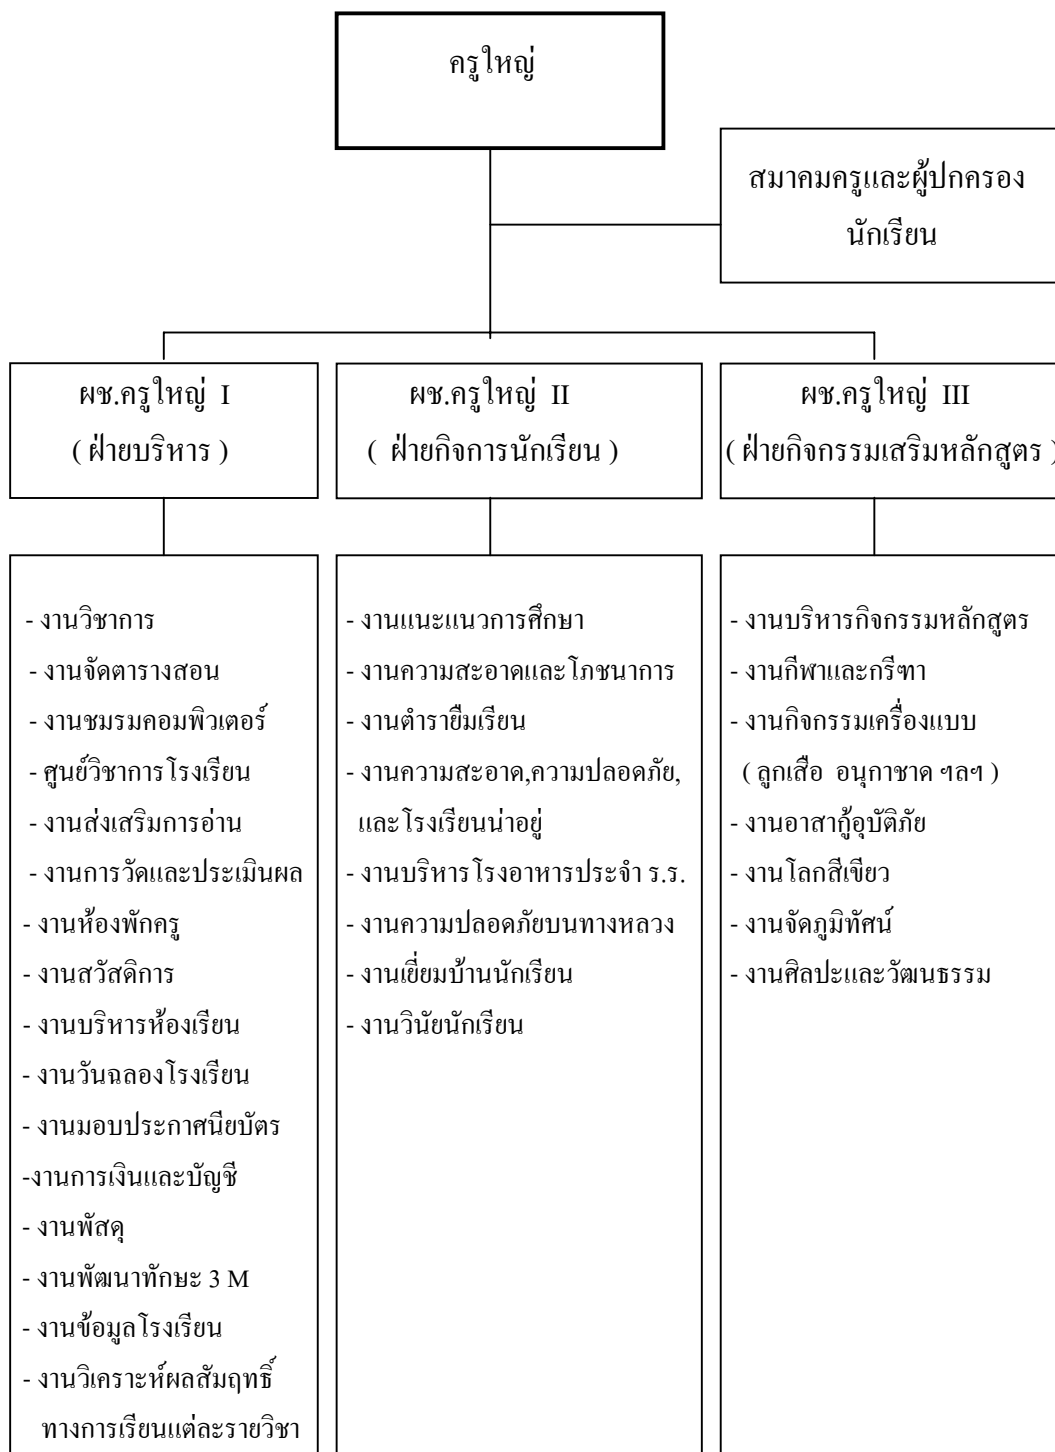 ครูใหญ่
สมาคมครูและผู้ปกครอง
นักเรียน
ผช.ครูใหญ่ I
( ฝ่ายบริหาร )
ผช.ครูใหญ่ II
( ฝ่ายกิจการนักเรียน )
ผช.ครูใหญ่ III
( ฝ่ายกิจกรรมเสริมหลักสูตร )
- งานวิชาการ
- งานจัดตารางสอน
- งานชมรมคอมพิวเตอร์
- ศูนย์วิชาการโรงเรียน
- งานส่งเสริมการอ่าน
- งานการวัดและประเมินผล
- งานห้องพักครู
- งานสวัสดิการ
- งานบริหารห้องเรียน
- งานวันฉลองโรงเรียน
- งานมอบประกาศนียบัตร
-งานการเงินและบัญชี
- งานพัสดุ
- งานพัฒนาทักษะ 3 M
- งานข้อมูลโรงเรียน
- งานวิเคราะห์ผลสัมฤทธิ์
ทางการเรียนแต่ละรายวิชา
- งานแนะแนวการศึกษา
- งานความสะอาดและโภชนาการ
- งานตำรายืมเรียน
- งานความสะอาด,ความปลอดภัย,
และโรงเรียนน่าอยู่
- งานบริหารโรงอาหารประจำ ร.ร.
- งานความปลอดภัยบนทางหลวง
- งานเยี่ยมบ้านนักเรียน
- งานวินัยนักเรียน
- งานบริหารกิจกรรมหลักสูตร
- งานกีฬาและกรีฑา
- งานกิจกรรมเครื่องแบบ
( ลูกเสือ อนุกาชาด ฯลฯ )
- งานอาสากู้อุบัติภัย
- งานโลกสีเขียว
- งานจัดภูมิทัศน์
- งานศิลปะและวัฒนธรรม